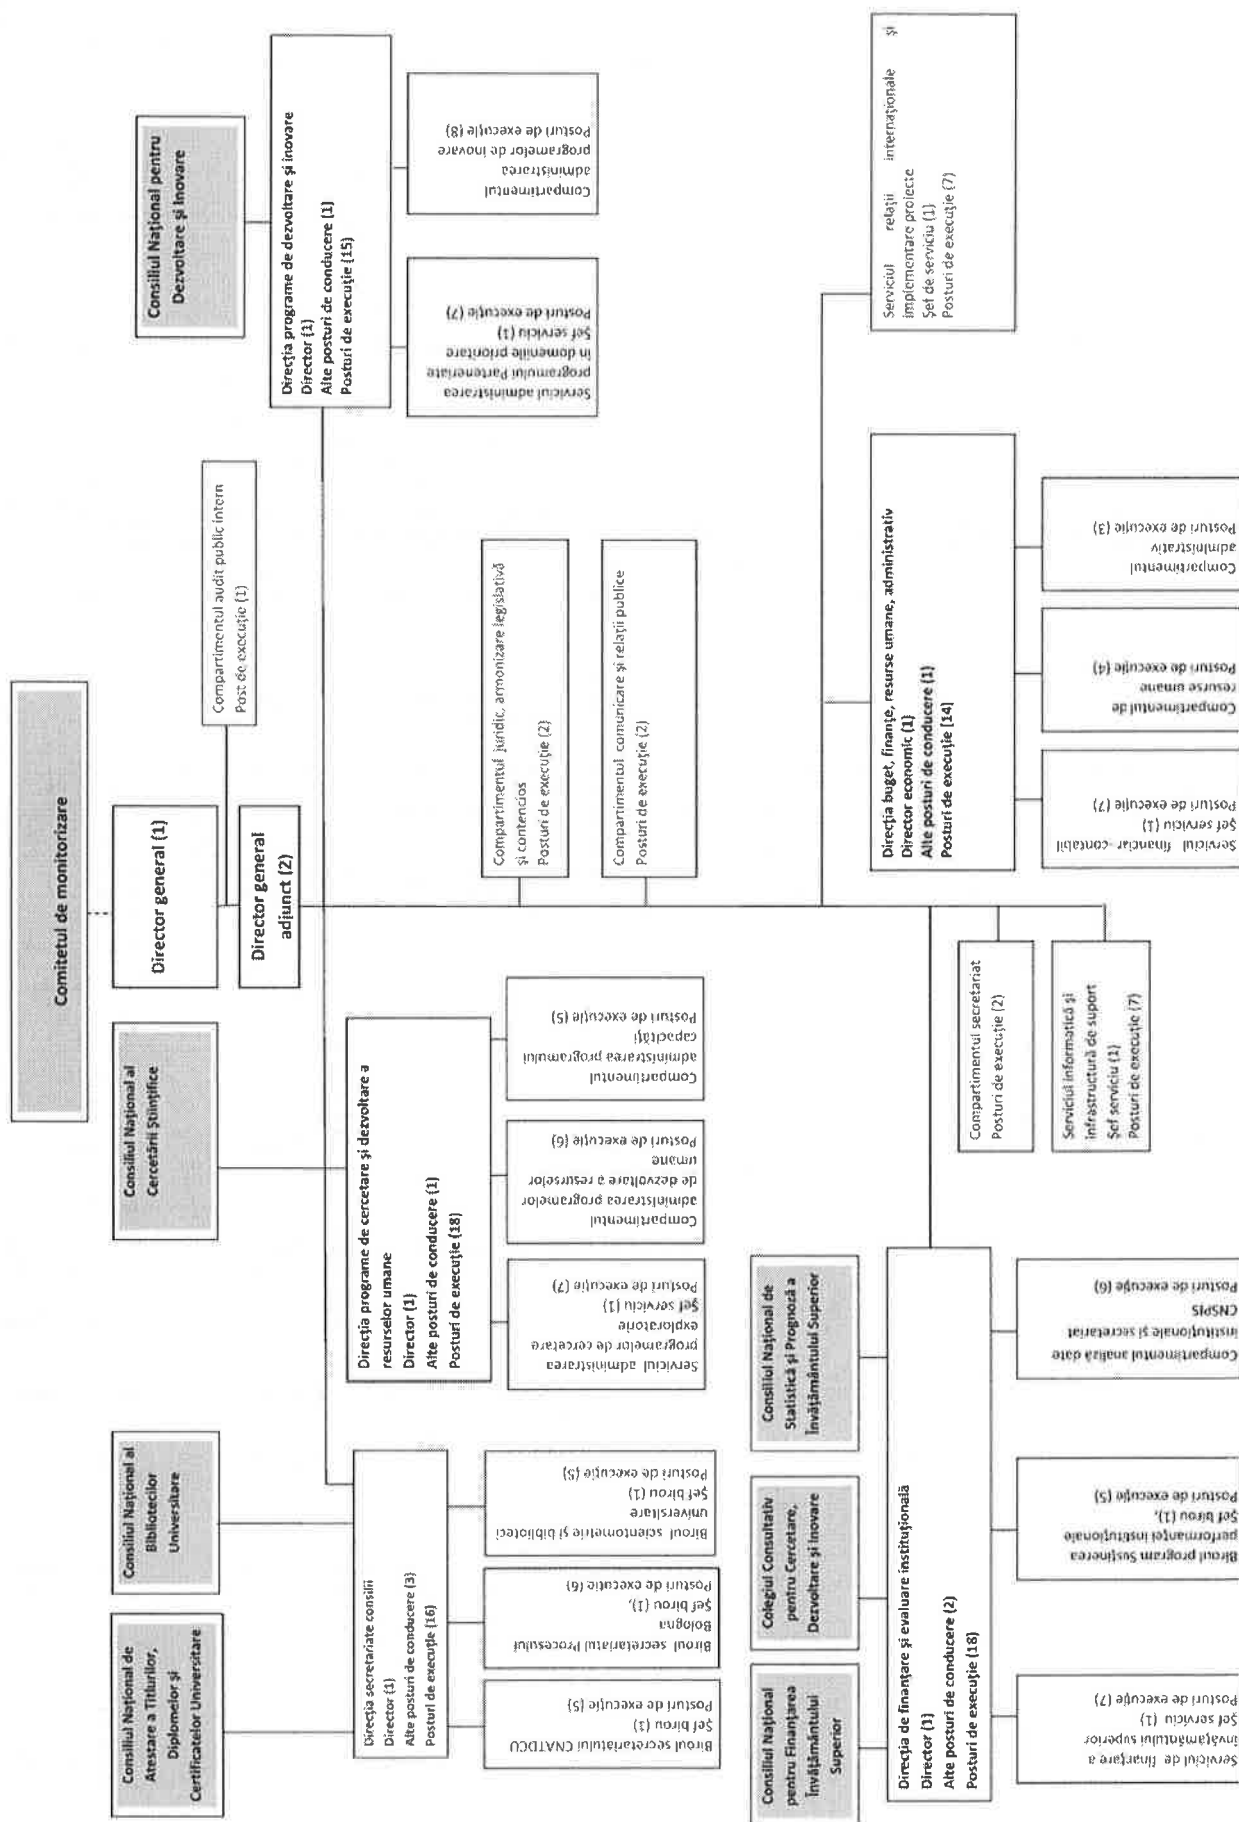 Comitetul de monitorizare
Director general (1)
Compartimentul audit public intern
Post de execuție (1)
Director general
adjunct (2)
Consiliul Național de
Atestare a Titlurilor,
Diplomelor și
Certificatelor Universitare
Consiliul Național al
Bibliotecilor
Universitare
Consiliul Național al
Cercetării Științifice
Consiliul Național pentru
Dezvoltare și Inovare
Direcția secretariate consilii
Director (1)
Alte posturi de conducere (3)
Posturi de execuție (16)
Biroul secretariatul CNATDCU
Șef birou (1)
Posturi de execuție (5)
Biroul secretariatul Procesului
Bologna
Șef birou (1),
Posturi de execuție (6)
Biroul scientometrie și biblioteci
universitare
Șef birou (1)
Posturi de execuție (5)
Direcția programe de cercetare și dezvoltare a
resurselor umane
Director (1)
Alte posturi de conducere (1)
Posturi de execuție (18)
Serviciul administrarea
programelor de cercetare
exploratorie
Șef serviciu (1)
Posturi de execuție (7)
Compartimentul
administrarea programelor
de dezvoltare a resurselor
umane
Posturi de execuție (6)
Compartimentul
administrarea programului
capacități
Posturi de execuție (5)
Direcția programe de dezvoltare și inovare
Director (1)
Alte posturi de conducere (1)
Posturi de execuție (15)
Serviciul administrarea
programului Parteneriate
în domeniile prioritare
Șef serviciu (1)
Posturi de execuție (7)
Compartimentul
administrarea
programelor de inovare
Posturi de execuție (8)
Compartimentul juridic, armonizare legislativă
și contencios
Posturi de execuție (2)
Compartimentul comunicare și relații publice
Posturi de execuție (2)
Consiliul Național
pentru Finanțarea
Învățământului
Superior
Colegiul Consultativ
pentru Cercetare,
Dezvoltare și Inovare
Consiliul Național de
Statistică și Prognoză a
Învățământului Superior
Direcția de finanțare și evaluare instituțională
Director (1)
Alte posturi de conducere (2)
Posturi de execuție (18)
Serviciul de finanțare a
învățământului superior
Șef serviciu (1)
Posturi de execuție (7)
Biroul program Susținerea
performanței instituționale
Șef birou (1),
Posturi de execuție (5)
Compartimentul analiză date
instituționale și secretariat
CNSPIS
Posturi de execuție (6)
Compartimentul secretariat
Posturi de execuție (2)
Serviciul informatică și
infrastructură de suport
Șef serviciu (1)
Posturi de execuție (7)
Direcția buget, finanțe, resurse umane, administrativ
Director economic (1)
Alte posturi de conducere (1)
Posturi de execuție [14)
Serviciul financiar-contabil
Șef serviciu (1)
Posturi de execuție (7)
Compartimentul de
resurse umane
Posturi de execuție (4)
Compartimentul
administrativ
Posturi de execuție (3)
Serviciul relații internaționale și
implementare proiecte
Șef de serviciu (1)
Posturi de execuție (7)